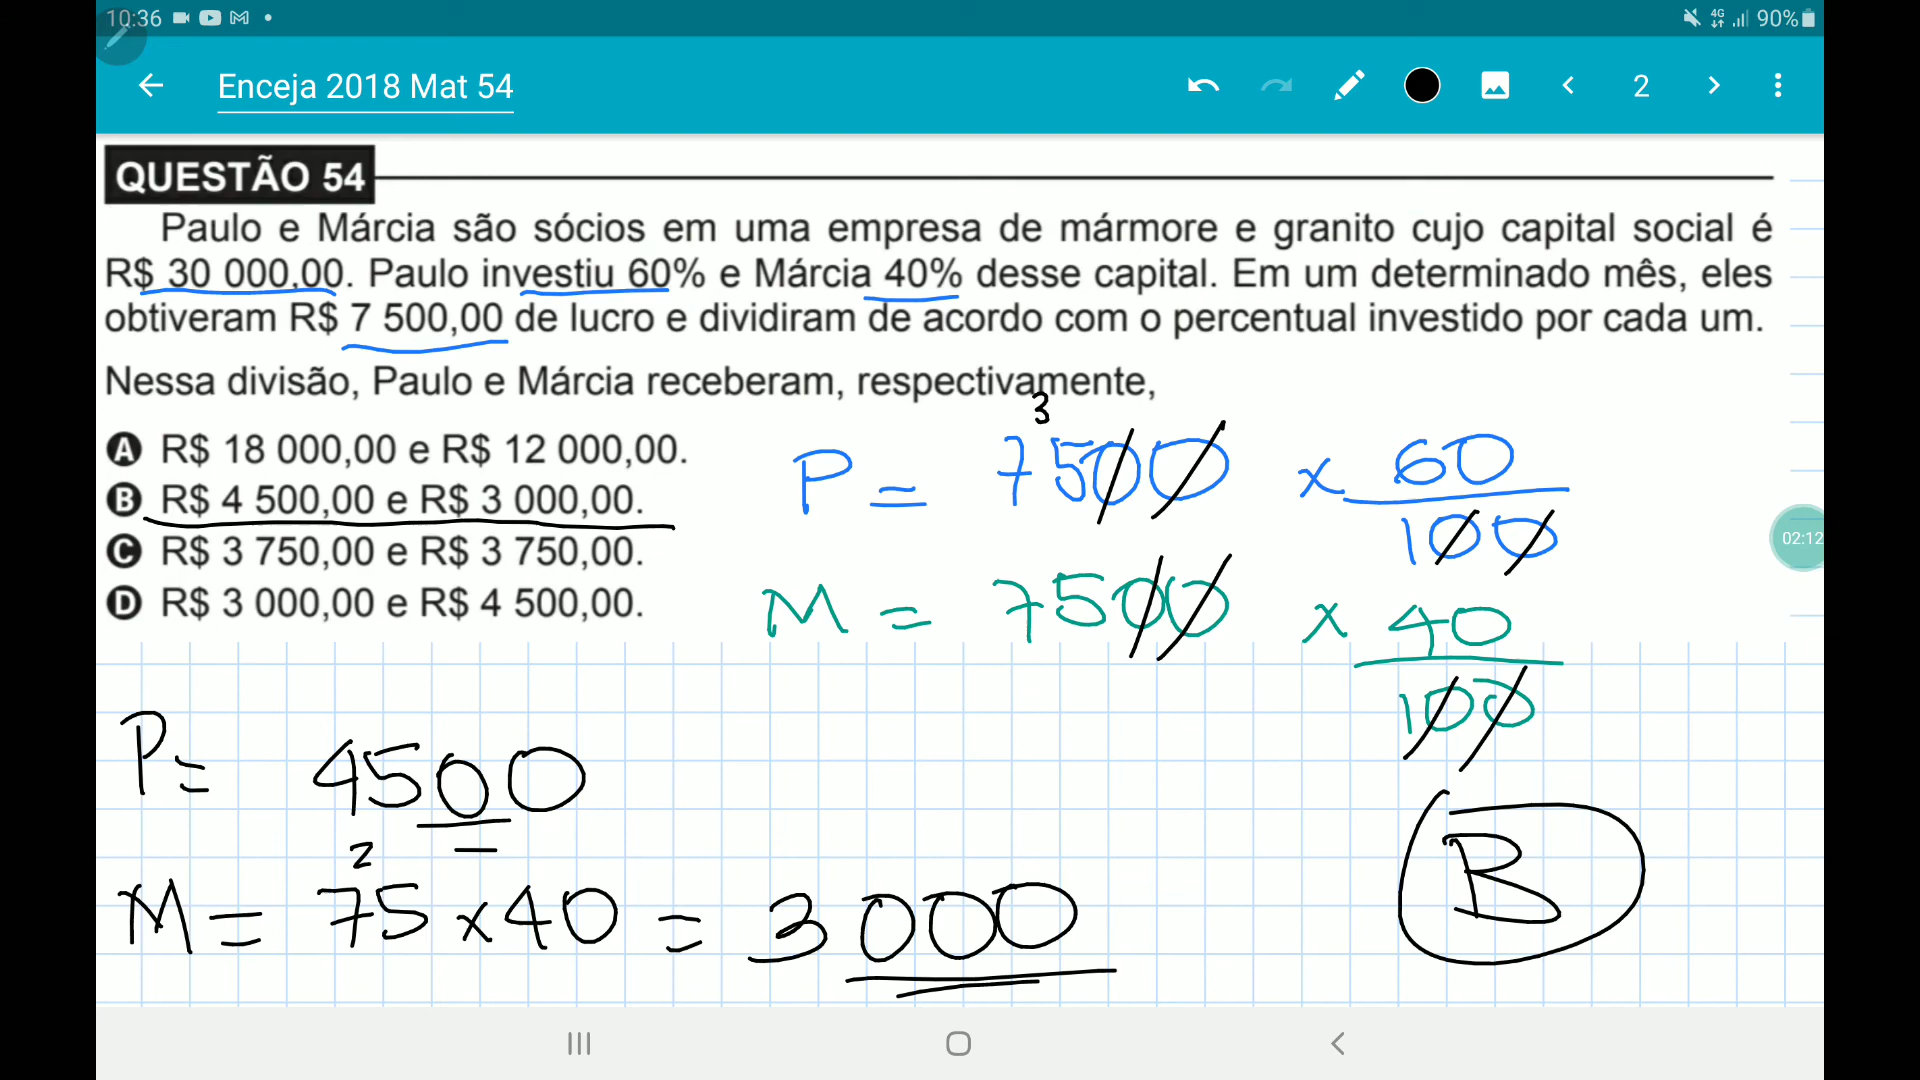 10:36
4G
90%
Enceja 2018 Mat 54
2
QUESTÃO 54
Paulo e Márcia são sócios em uma empresa de mármore e granito cujo capital social é
R$ 30 000,00. Paulo investiu 60% e Márcia 40% desse capital. Em um determinado mês, eles
obtiveram R$ 7 500,00 de lucro e dividiram de acordo com o percentual investido por cada um.
Nessa divisão, Paulo e Márcia receberam, respectivamente,
A R$ 18 000,00 e R$ 12 000,00.
B R$ 4 500,00 e R$ 3 000,00.
C R$ 3 750,00 e R$ 3 750,00.
D R$ 3 000,00 e R$ 4 500,00.
3
P = 7500 x 60
100
02:12
M = 7500 x 40
100
P = 4500
2
M = 75 x 40 = 3000
B